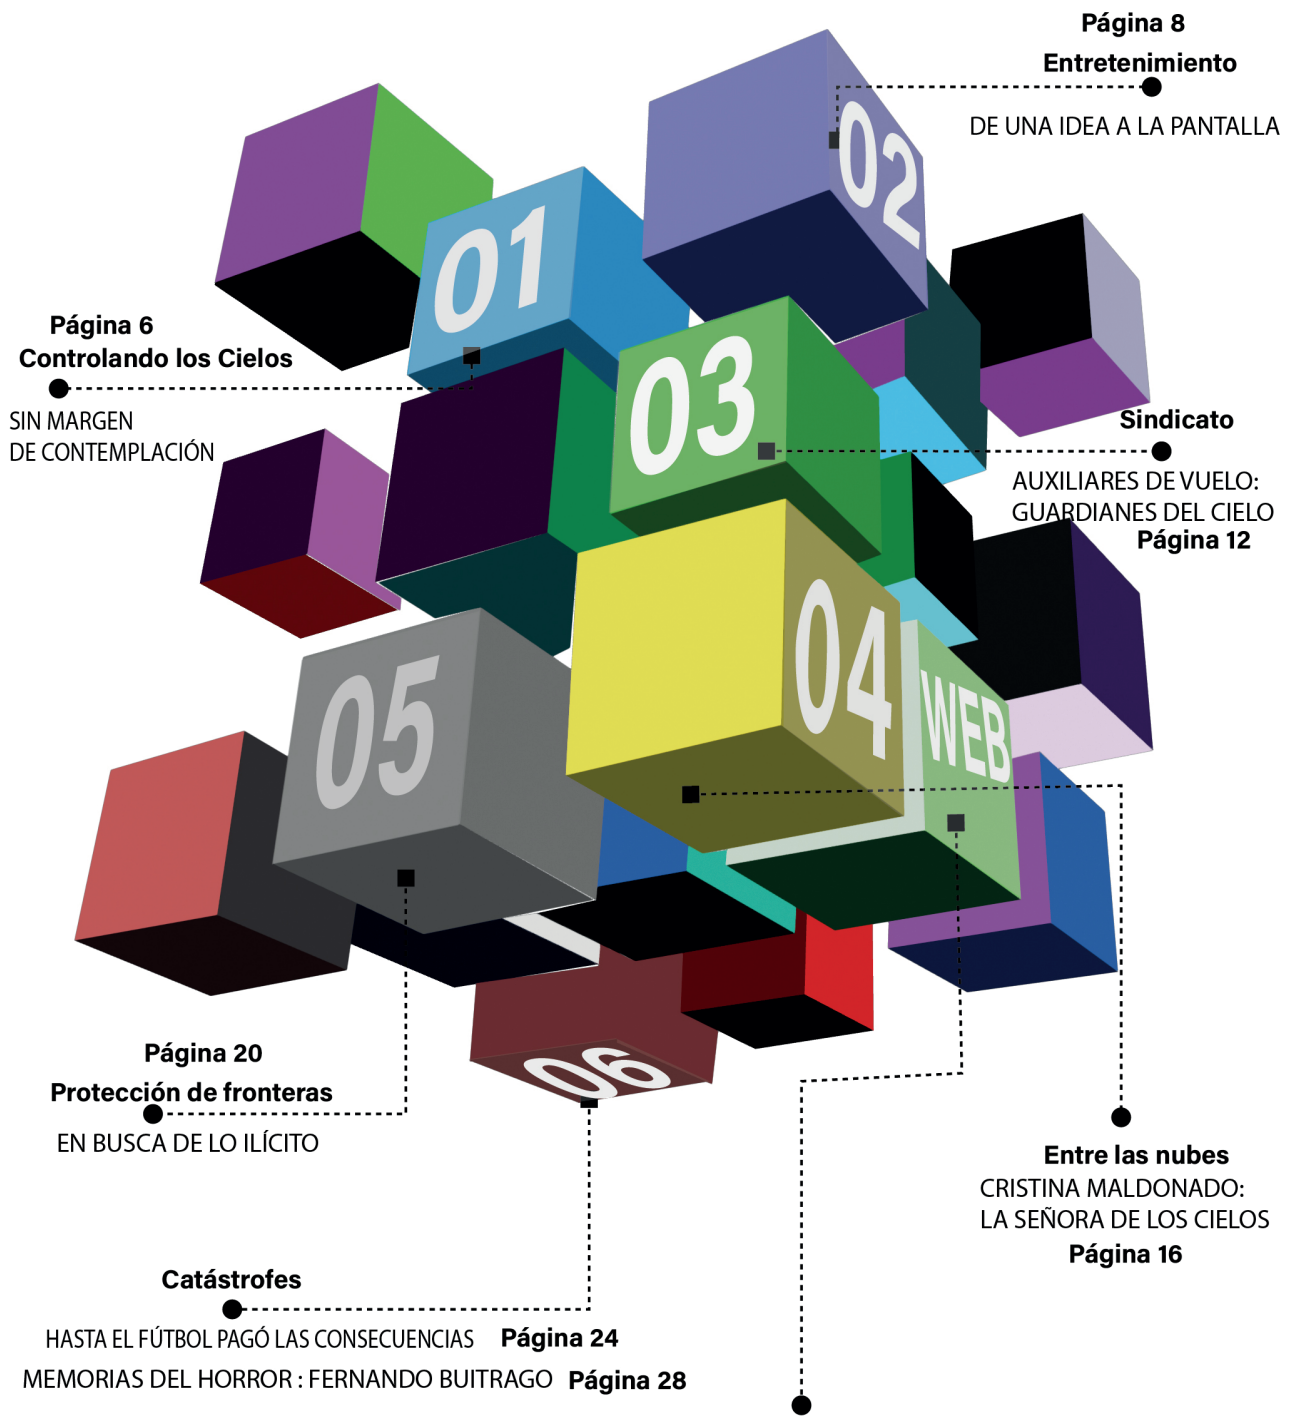 Página 8
Entretenimiento
DE UNA IDEA A LA PANTALLA
02
01
Página 6
Controlando los Cielos
SIN MARGEN
DE CONTEMPLACIÓN
03
Sindicato
AUXILIARES DE VUELO:
GUARDIANES DEL CIELO
Página 12
04
WEB
05
06
Página 20
Protección de fronteras
EN BUSCA DE LO ILÍCITO
Entre las nubes
CRISTINA MALDONADO:
LA SEÑORA DE LOS CIELOS
Página 16
Catástrofes
HASTA EL FÚTBOL PAGÓ LAS CONSECUENCIAS Página 24
MEMORIAS DEL HORROR : FERNANDO BUITRAGO Página 28